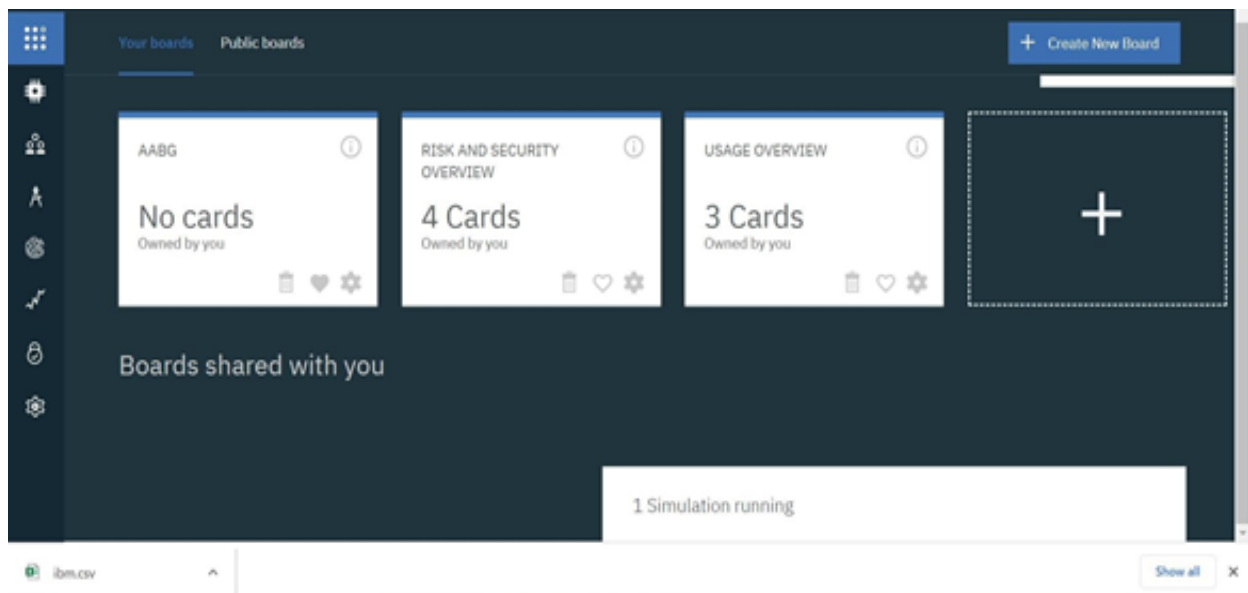 Your boards Public boards
+ Create New Board
AABG
No cards
Owned by you
RISK AND SECURITY
OVERVIEW
4 Cards
Owned by you
USAGE OVERVIEW
3 Cards
Owned by you
Boards shared with you
1 Simulation running
ibm.csv
Show all